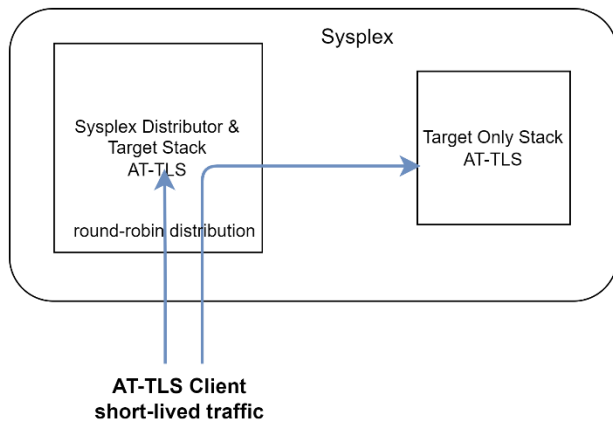 Sysplex
Sysplex Distributor &
Target Stack
AT-TLS
round-robin distribution
Target Only Stack
AT-TLS
AT-TLS Client
short-lived traffic